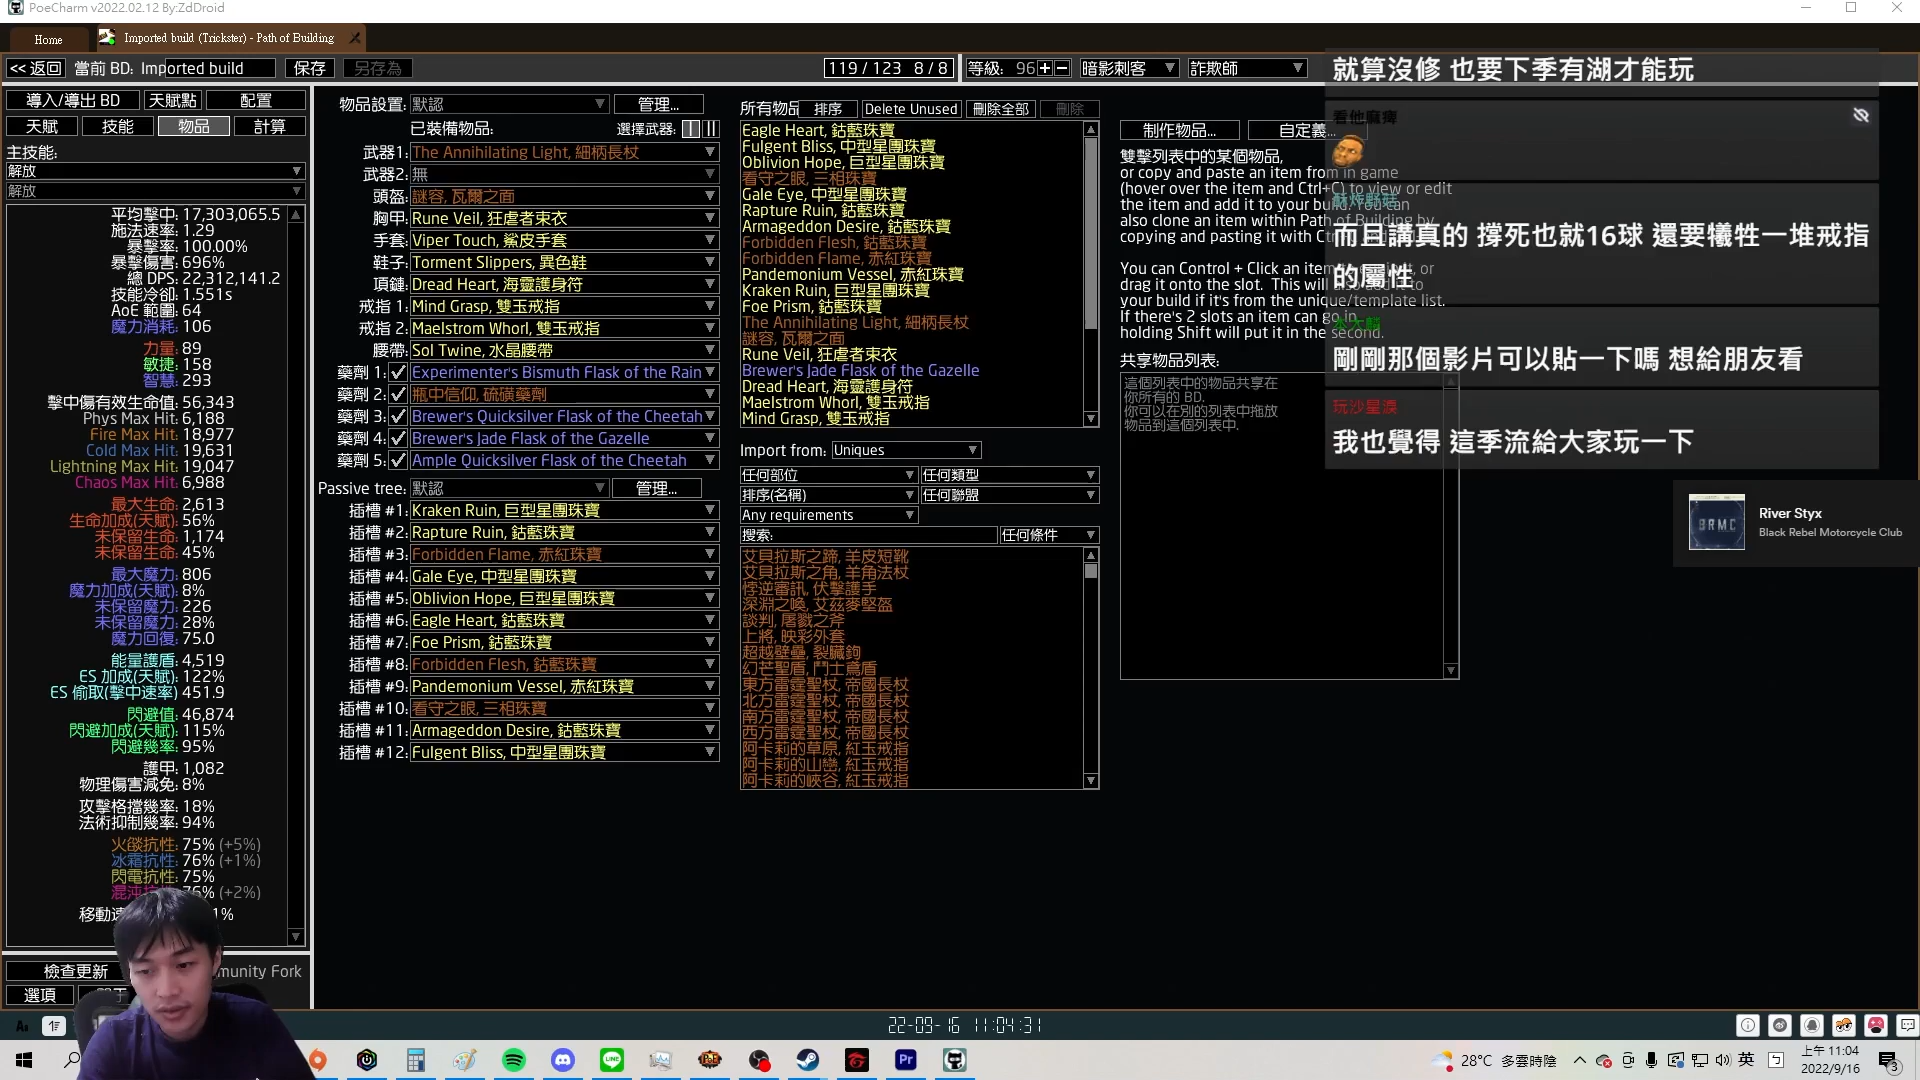 PoeCharm v2022.02.12 By:ZdDroid
Home
Imported build (Trickster) - Path of Building
<< 返回
當前 BD:
Imported build
保存
另存為
119 / 123 8 / 8
等級: 96
暗影刺客
詐欺師
導入/導出 BD
天賦點
配置
天賦
技能
物品
計算
主技能:
解放
解放
平均擊中: 17,303,065.5
施法速率: 1.29
暴擊率: 100.00%
暴擊傷害: 696%
總 DPS: 22,312,141.2
技能冷卻: 1.551s
AoE 範圍: 64
魔力消耗: 106
力量: 89
敏捷: 158
智慧: 293
擊中傷有效生命值: 56,343
Phys Max Hit: 6,188
Fire Max Hit: 18,977
Cold Max Hit: 19,631
Lightning Max Hit: 19,047
Chaos Max Hit: 6,988
最大生命: 2,613
生命加成(天賦): 56%
未保留生命: 1,174
未保留生命: 45%
最大魔力: 806
魔力加成(天賦): 8%
未保留魔力: 226
未保留魔力: 28%
魔力回復: 75.0
能量護盾: 4,519
ES 加成(天賦): 122%
ES 偷取(擊中速率) 451.9
閃避值: 46,874
閃避加成(天賦): 115%
閃避幾率: 95%
護甲: 1,082
物理傷害減免: 8%
攻擊格擋幾率: 18%
法術抑制幾率: 94%
火燄抗性: 75% (+5%)
冰霜抗性: 76% (+1%)
閃電抗性: 75%
混沌抗性: 76% (+2%)
移動速
1%
檢查更新
munity Fork
選項
物品設置: 默認
管理...
已裝備物品:
選擇武器: I II
武器1: The Annihilating Light, 細柄長杖
武器2: 無
頭盔: 謎容, 瓦爾之面
胸甲: Rune Veil, 狂虐者束衣
手套: Viper Touch, 鯊皮手套
鞋子: Torment Slippers, 異色鞋
項鏈: Dread Heart, 海靈護身符
戒指 1: Mind Grasp, 雙玉戒指
戒指 2: Maelstrom Whorl, 雙玉戒指
腰帶: Sol Twine, 水晶腰帶
藥劑 1: Experimenter's Bismuth Flask of the Rain
藥劑 2: 瓶中信仰, 硫磺藥劑
藥劑 3: Brewer's Quicksilver Flask of the Cheetah
藥劑 4: Brewer's Jade Flask of the Gazelle
藥劑 5: Ample Quicksilver Flask of the Cheetah
Passive tree: 默認
管理...
插槽 #1: Kraken Ruin, 巨型星團珠寶
插槽 #2: Rapture Ruin, 鈷藍珠寶
插槽 #3: Forbidden Flame, 赤紅珠寶
插槽 #4: Gale Eye, 中型星團珠寶
插槽 #5: Oblivion Hope, 巨型星團珠寶
插槽 #6: Eagle Heart, 鈷藍珠寶
插槽 #7: Foe Prism, 鈷藍珠寶
插槽 #8: Forbidden Flesh, 鈷藍珠寶
插槽 #9: Pandemonium Vessel, 赤紅珠寶
插槽 #10: 看守之眼, 三相珠寶
插槽 #11: Armageddon Desire, 鈷藍珠寶
插槽 #12: Fulgent Bliss, 中型星團珠寶
所有物品
排序
Delete Unused
刪除全部
刪除
Eagle Heart, 鈷藍珠寶
Fulgent Bliss, 中型星團珠寶
Oblivion Hope, 巨型星團珠寶
看守之眼, 三相珠寶
Gale Eye, 中型星團珠寶
Rapture Ruin, 鈷藍珠寶
Armageddon Desire, 鈷藍珠寶
Forbidden Flesh, 鈷藍珠寶
Forbidden Flame, 赤紅珠寶
Pandemonium Vessel, 赤紅珠寶
Kraken Ruin, 巨型星團珠寶
Foe Prism, 鈷藍珠寶
The Annihilating Light, 細柄長杖
謎容, 瓦爾之面
Rune Veil, 狂虐者束衣
Brewer's Jade Flask of the Gazelle
Dread Heart, 海靈護身符
Maelstrom Whorl, 雙玉戒指
Mind Grasp, 雙玉戒指
Import from: Uniques
任何部位
任何類型
排序(名稱)
任何聯盟
Any requirements
搜索:
任何條件
艾貝拉斯之蹄, 羊皮短靴
艾貝拉斯之角, 羊角法杖
悖逆審訊, 伏擊護手
深淵之喚, 艾茲麥堅盔
談判, 屠戮之斧
上將, 映彩外套
超越壁壘, 裂臟鉤
幻芒聖盾, 鬥士鳶盾
東方雷霆聖杖, 帝國長杖
北方雷霆聖杖, 帝國長杖
南方雷霆聖杖, 帝國長杖
西方雷霆聖杖, 帝國長杖
阿卡莉的草原, 紅玉戒指
阿卡莉的山巒, 紅玉戒指
阿卡莉的峽谷, 紅玉戒指
製作物品...
自定義...
雙擊列表中的某個物品,
or copy and paste an item from in game
(hover over the item and Ctrl+C) to view or edit
the item and add it to your build. You can
also clone an item within Path of Building by
copying and pasting it with Ct
You can Control + Click an item
or
drag it onto the slot. This will
to
your build if it's from the unique/template list.
If there's 2 slots an item can go in,
holding Shift will put it in the second.
共享物品列表:
這個列表中的物品共享在
你所有的 BD.
你可以在別的列表中拖放
物品到這個列表中.
就算沒修 也要下季有湖才能玩
看他麻痺
而且講真的 撐死也就16球 還要犧牲一堆戒指
的屬性
剛剛那個影片可以貼一下嗎 想給朋友看
玩沙星淚
我也覺得 這季流給大家玩一下
BRMC
River Styx
Black Rebel Motorcycle Club
22-09-16 11:04:31
28°C 多雲時陰
英
上午 11:04
2022/9/16
3